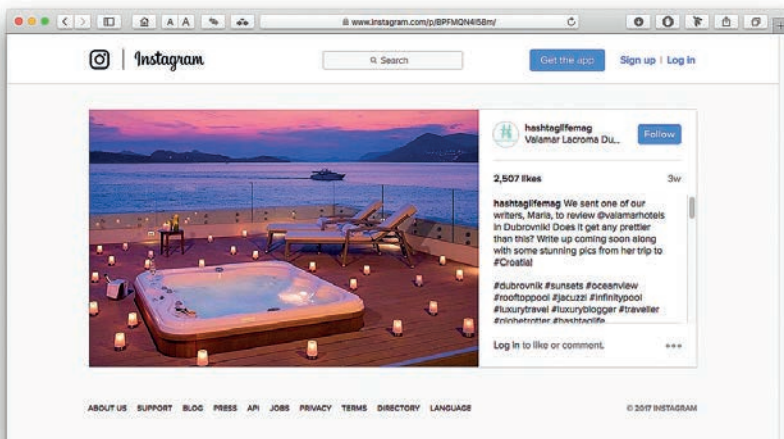 A A
www.instagram.com/p/BPFMQN4l5Bm/
Instagram
Search
Get the app
Sign up | Log in
hashtaglifemag
Valamar Lacroma Du...
Follow
2,507 likes
3w
hashtaglifemag We sent one of our
writers, Maria, to review @valamarhotels
in Dubrovnik! Does it get any prettier
than this? Write up coming soon along
with some stunning pics from her trip to
#Croatia!
#dubrovnik #sunsets #oceanview
#rooftoppool #jacuzzi #infinitypool
#luxurytravel #luxuryblogger #traveller
#globetrotter #hashtaglife
Log in to like or comment.
ABOUT US SUPPORT BLOG PRESS API JOBS PRIVACY TERMS DIRECTORY LANGUAGE
© 2017 INSTAGRAM